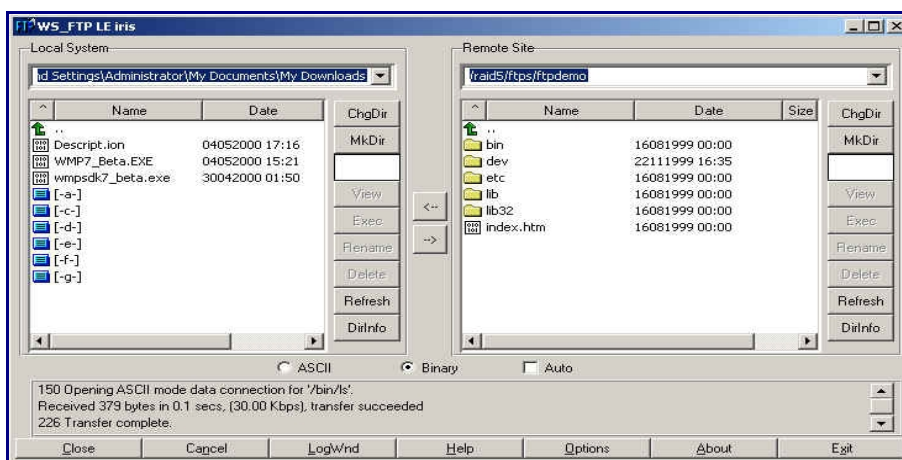 WS_FTP LE iris
Local System
nd Settings\Administrator\My Documents\My Downloads
^ Name Date
..
Descript.ion 04052000 17:16
WMP7_Beta.EXE 04052000 15:21
wmpsdk7_beta.exe 30042000 01:50
[-a-]
[-c-]
[-d-]
[-e-]
[-f-]
[-g-]
ChgDir
MkDir
View
Exec
Rename
Delete
Refresh
DirInfo
<--
-->
Remote Site
/raid5/ftps/ftpdemo
^ Name Date Size
..
bin 16081999 00:00
dev 22111999 16:35
etc 16081999 00:00
lib 16081999 00:00
lib32 16081999 00:00
index.htm 16081999 00:00
ChgDir
MkDir
View
Exec
Rename
Delete
Refresh
DirInfo
ASCII Binary Auto
150 Opening ASCII mode data connection for '/bin/ls'.
Received 379 bytes in 0.1 secs, (30.00 Kbps), transfer succeeded
226 Transfer complete.
Close Cancel LogWnd Help Options About Exit